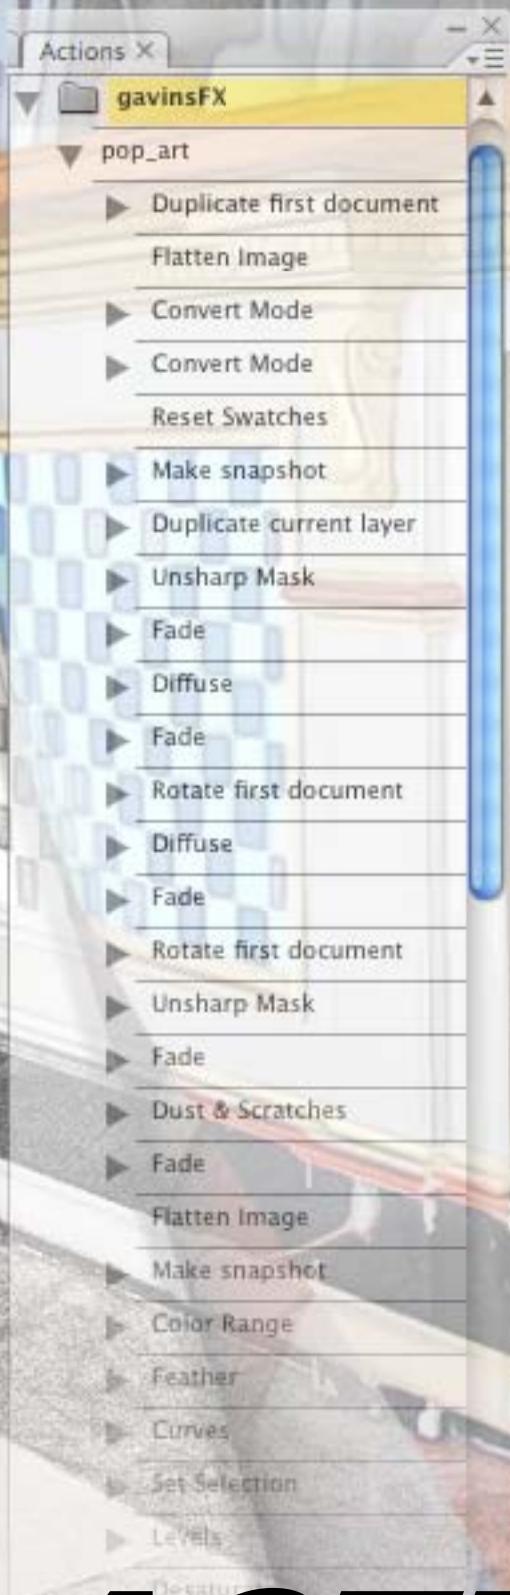 Actions
gavinsFX
pop_art
Duplicate first document
Flatten Image
Convert Mode
Convert Mode
Reset Swatches
Make snapshot
Duplicate current layer
Unsharp Mask
Fade
Diffuse
Fade
Rotate first document
Diffuse
Fade
Rotate first document
Unsharp Mask
Fade
Dust & Scratches
Fade
Flatten Image
Make snapshot
Color Range
Feather
Curves
Set Selection
Levels